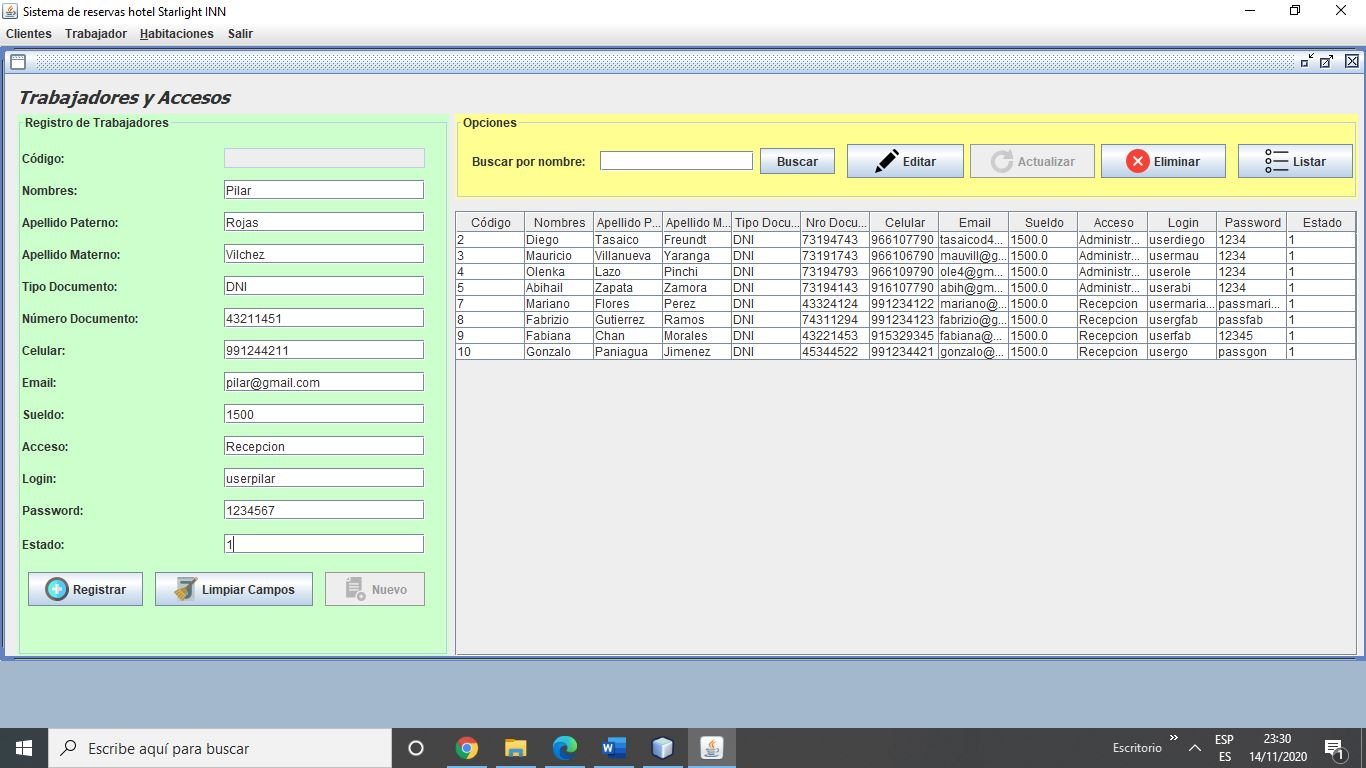 Sistema de reservas hotel Starlight INN
Clientes Trabajador Habitaciones Salir
Trabajadores y Accesos
Registro de Trabajadores
Código:
Nombres: Pilar
Apellido Paterno: Rojas
Apellido Materno: Vilchez
Tipo Documento: DNI
Número Documento: 43211451
Celular: 991244211
Email: pilar@gmail.com
Sueldo: 1500
Acceso: Recepcion
Login: userpilar
Password: 1234567
Estado: 1
Registrar Limpiar Campos Nuevo
Opciones
Buscar por nombre: Buscar Editar Actualizar Eliminar Listar
Código Nombres Apellido P... Apellido M... Tipo Docu... Nro Docu... Celular Email Sueldo Acceso Login Password Estado
2 Diego Tasaico Freundt DNI 73194743 966107790 tasaicod4... 1500.0 Administr... userdiego 1234 1
3 Mauricio Villanueva Yaranga DNI 73191743 966106790 mauvill@g... 1500.0 Administr... usermau 1234 1
4 Olenka Lazo Pinchi DNI 73194793 966109790 ole4@gm... 1500.0 Administr... userole 1234 1
5 Abihail Zapata Zamora DNI 73194143 916107790 abih@gm... 1500.0 Administr... userabi 1234 1
7 Mariano Flores Perez DNI 43324124 991234122 mariano@... 1500.0 Recepcion usermaria... passmari... 1
8 Fabrizio Gutierrez Ramos DNI 74311294 991234123 fabrizio@g... 1500.0 Recepcion usergfab passfab 1
9 Fabiana Chan Morales DNI 43221453 915329345 fabiana@... 1500.0 Recepcion userfab 12345 1
10 Gonzalo Paniagua Jimenez DNI 45344522 991234421 gonzalo@... 1500.0 Recepcion usergo passgon 1
Escribe aquí para buscar
Escritorio
ESP
ES
23:30
14/11/2020
1